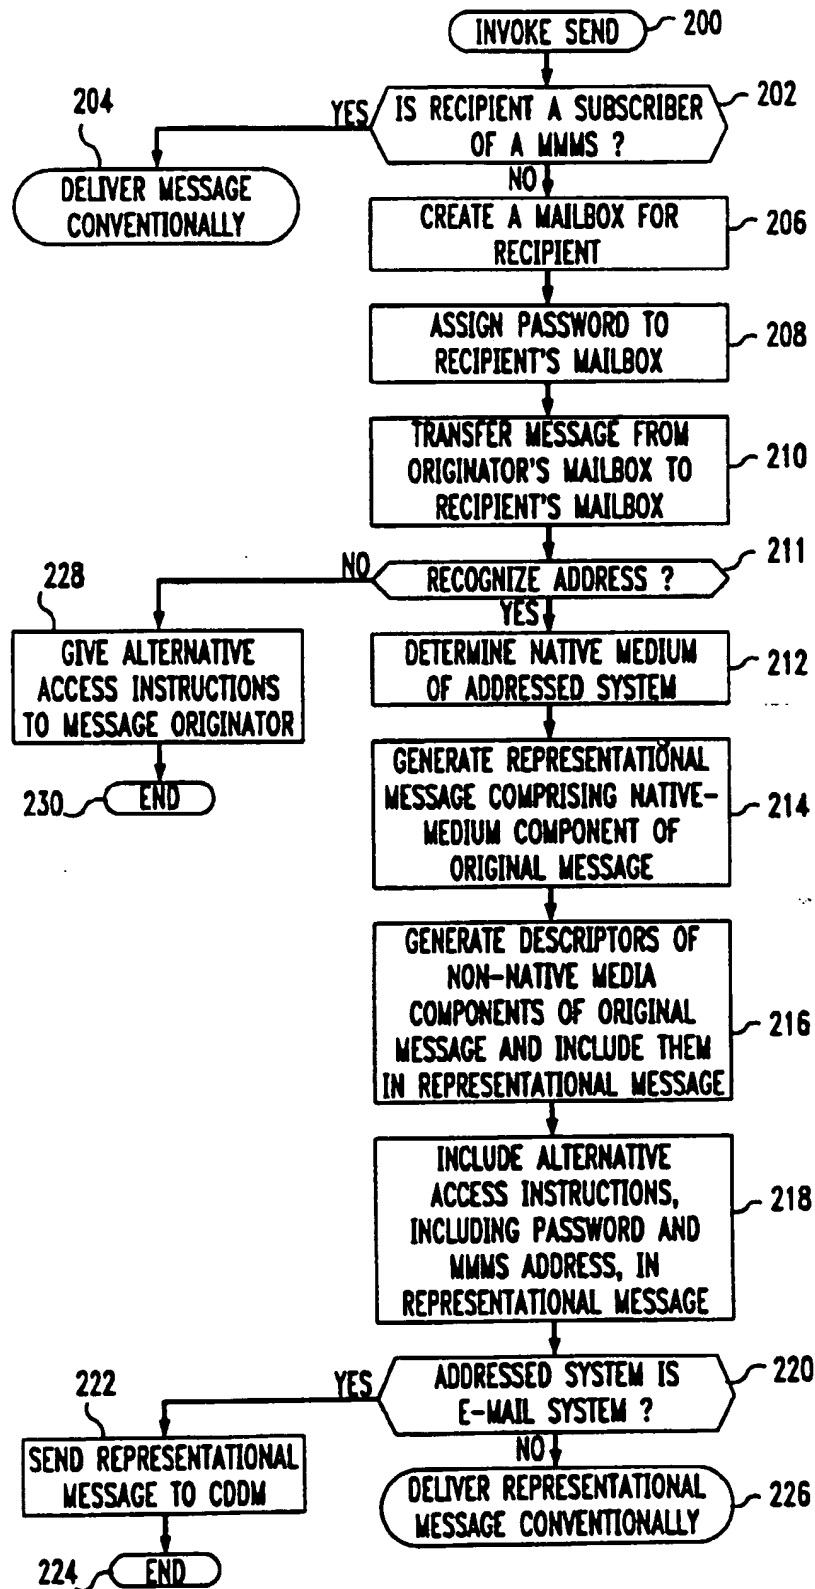 INVOKE SEND
200
IS RECIPIENT A SUBSCRIBER
OF A MMMS ?
202
YES
204
DELIVER MESSAGE
CONVENTIONALLY
NO
CREATE A MAILBOX FOR
RECIPIENT
206
ASSIGN PASSWORD TO
RECIPIENT'S MAILBOX
208
TRANSFER MESSAGE FROM
ORIGINATOR'S MAILBOX TO
RECIPIENT'S MAILBOX
210
RECOGNIZE ADDRESS ?
211
NO
228
GIVE ALTERNATIVE
ACCESS INSTRUCTIONS
TO MESSAGE ORIGINATOR
END
230
YES
DETERMINE NATIVE MEDIUM
OF ADDRESSED SYSTEM
212
GENERATE REPRESENTATIONAL
MESSAGE COMPRISING NATIVE-
MEDIUM COMPONENT OF
ORIGINAL MESSAGE
214
GENERATE DESCRIPTORS OF
NON-NATIVE MEDIA
COMPONENTS OF ORIGINAL
MESSAGE AND INCLUDE THEM
IN REPRESENTATIONAL MESSAGE
216
INCLUDE ALTERNATIVE
ACCESS INSTRUCTIONS,
INCLUDING PASSWORD AND
MMMS ADDRESS, IN
REPRESENTATIONAL MESSAGE
218
ADDRESSED SYSTEM IS
E-MAIL SYSTEM ?
220
YES
222
SEND REPRESENTATIONAL
MESSAGE TO CDDM
END
224
NO
DELIVER REPRESENTATIONAL
MESSAGE CONVENTIONALLY
226